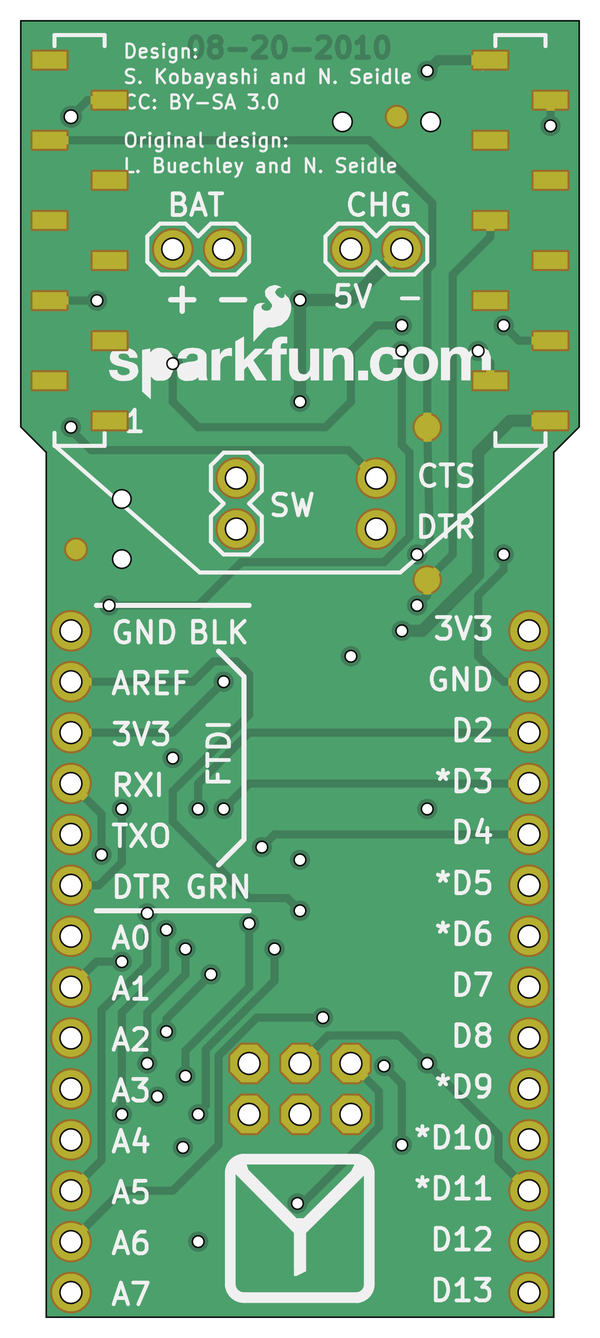 08-20-2010
Design:
S. Kobayashi and N. Seidle
CC: BY-SA 3.0
Original design:
L. Buechley and N. Seidle
BAT CHG
+ - 5V -
sparkfun.com
1
CTS
SW
DTR
GND BLK 3V3
AREF GND
3V3 D2
FTDI
RXI *D3
TXO D4
DTR GRN *D5
A0 *D6
A1 D7
A2 D8
A3 *D9
A4 *D10
A5 *D11
A6 D12
A7 D13